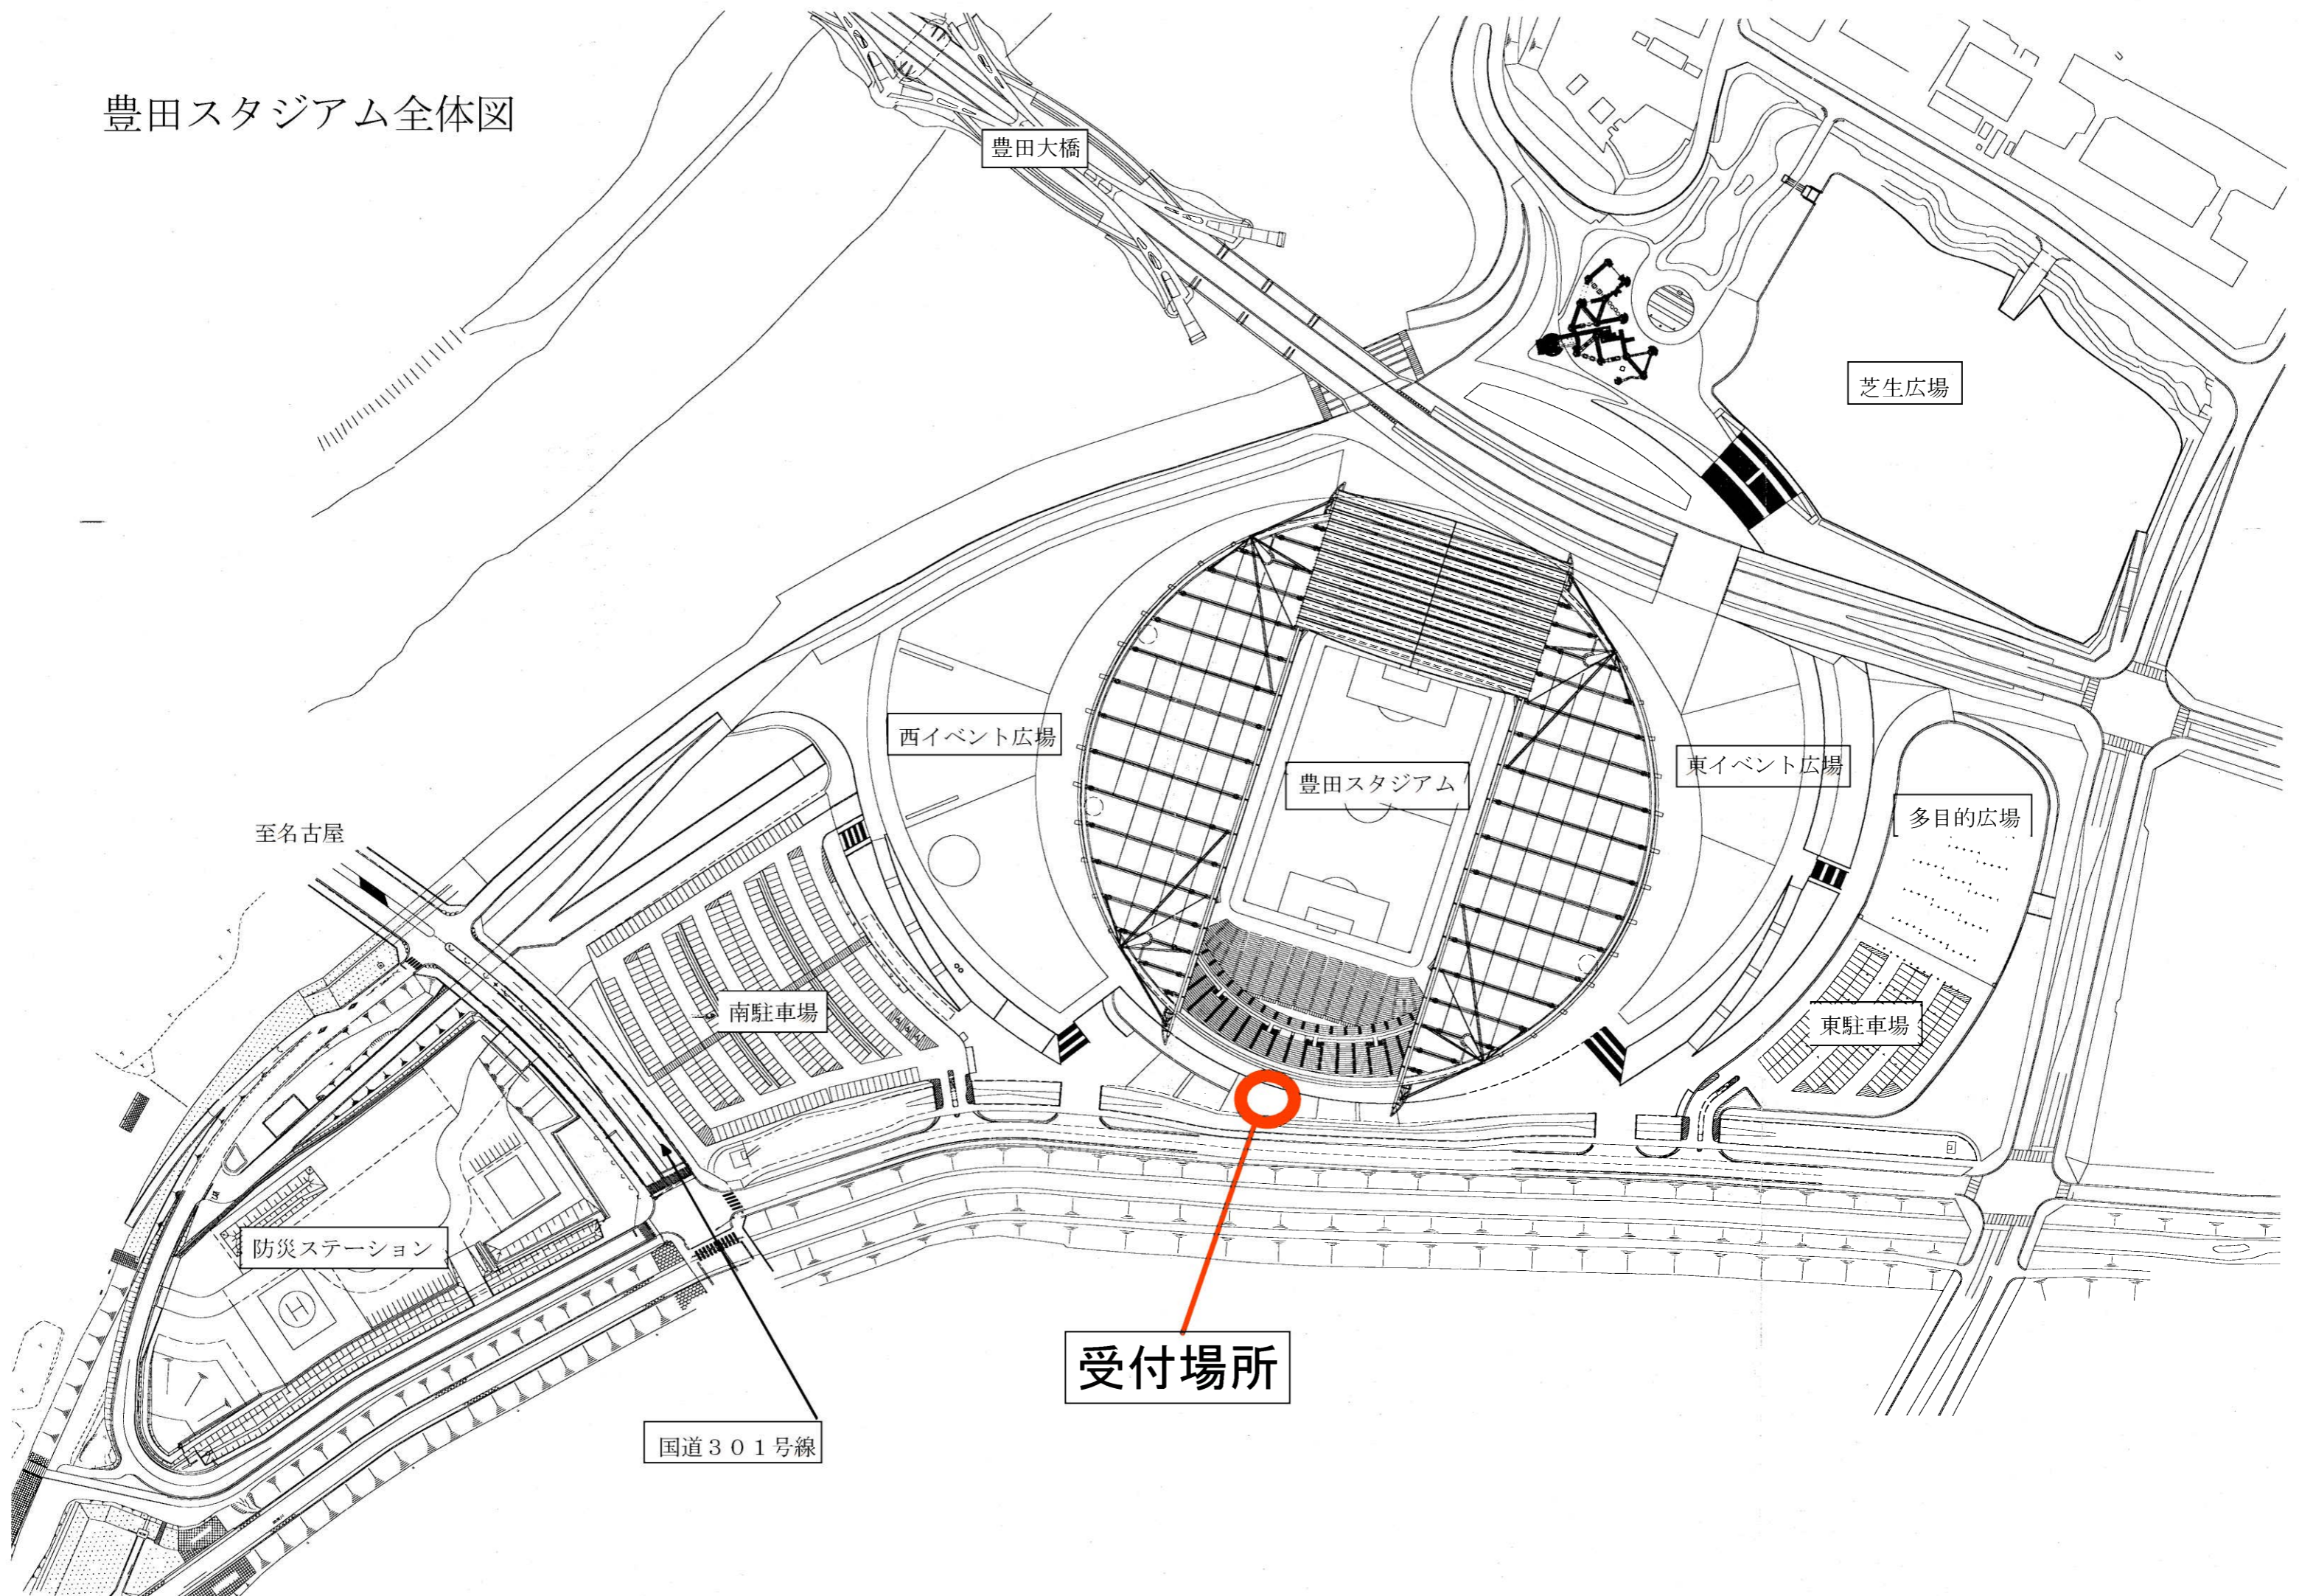 豊田スタジアム全体図
豊田大橋
芝生広場
西イベント広場
豊田スタジアム
東イベント広場
多目的広場
至名古屋
南駐車場
東駐車場
防災ステーション
H
受付場所
国道３０１号線